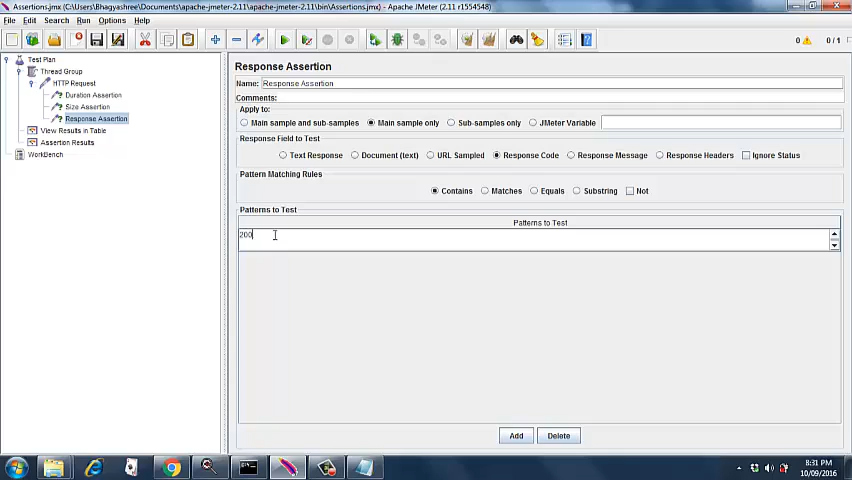 Assertions.jmx (C:\Users\Bhagyashree\Documents\apache-jmeter-2.11\apache-jmeter-2.11\bin\Assertions.jmx) - Apache JMeter (2.11 r1554548)
File Edit Search Run Options Help
0 0 / 1
Test Plan
Thread Group
HTTP Request
Duration Assertion
Size Assertion
Response Assertion
View Results in Table
Assertion Results
WorkBench
Response Assertion
Name: Response Assertion
Comments:
Apply to:
Main sample and sub-samples Main sample only Sub-samples only JMeter Variable
Response Field to Test
Text Response Document (text) URL Sampled Response Code Response Message Response Headers Ignore Status
Pattern Matching Rules
Contains Matches Equals Substring Not
Patterns to Test
Patterns to Test
200
Add Delete
8:31 PM
10/09/2016